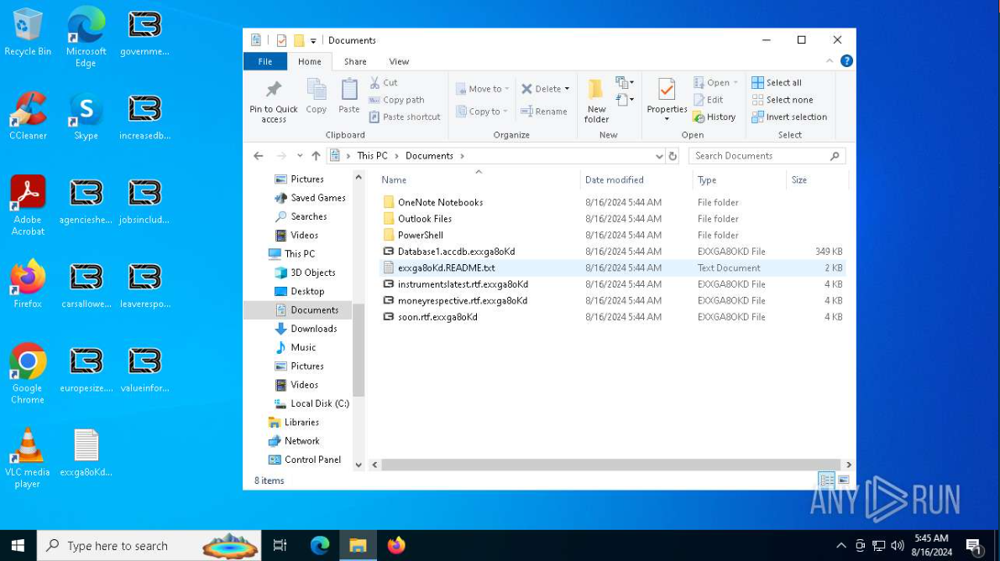 Recycle Bin
Microsoft
Edge
governme...
CCleaner
Skype
increasedb...
Adobe
Acrobat
agencieshe...
jobsinclud...
Firefox
carsallowe...
leaverespo...
Google
Chrome
europesize....
valueinfor...
VLC media
player
exxga8oKd...
Documents
File
Home
Share
View
Pin to Quick
access
Copy
Paste
Cut
Copy path
Paste shortcut
Clipboard
Move to
Copy to
Delete
Rename
Organize
New
folder
New
Properties
Open
Edit
History
Open
Select all
Select none
Invert selection
Select
This PC > Documents >
Search Documents
Pictures
Saved Games
Searches
Videos
This PC
3D Objects
Desktop
Documents
Downloads
Music
Pictures
Videos
Local Disk (C:)
Libraries
Network
Control Panel
Name Date modified Type Size
OneNote Notebooks 8/16/2024 5:44 AM File folder
Outlook Files 8/16/2024 5:44 AM File folder
PowerShell 8/16/2024 5:44 AM File folder
Database1.accdb.exxga8oKd 8/16/2024 5:44 AM EXXGA8OKD File 349 KB
exxga8oKd.README.txt 8/16/2024 5:44 AM Text Document 2 KB
instrumentslatest.rtf.exxga8oKd 8/16/2024 5:44 AM EXXGA8OKD File 4 KB
moneyrespective.rtf.exxga8oKd 8/16/2024 5:44 AM EXXGA8OKD File 4 KB
soon.rtf.exxga8oKd 8/16/2024 5:44 AM EXXGA8OKD File 4 KB
8 items
ANY RUN
Type here to search
5:45 AM
8/16/2024
1